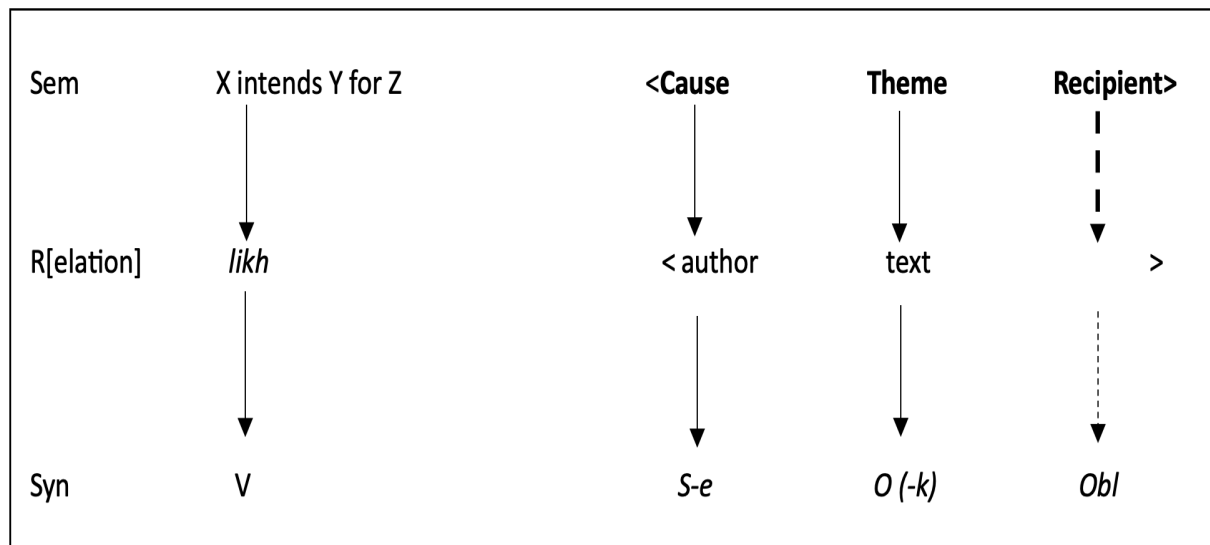 Sem X intends Y for Z <Cause Theme Recipient>
R[elation] likh < author text >
Syn V S-e O (-k) Obl